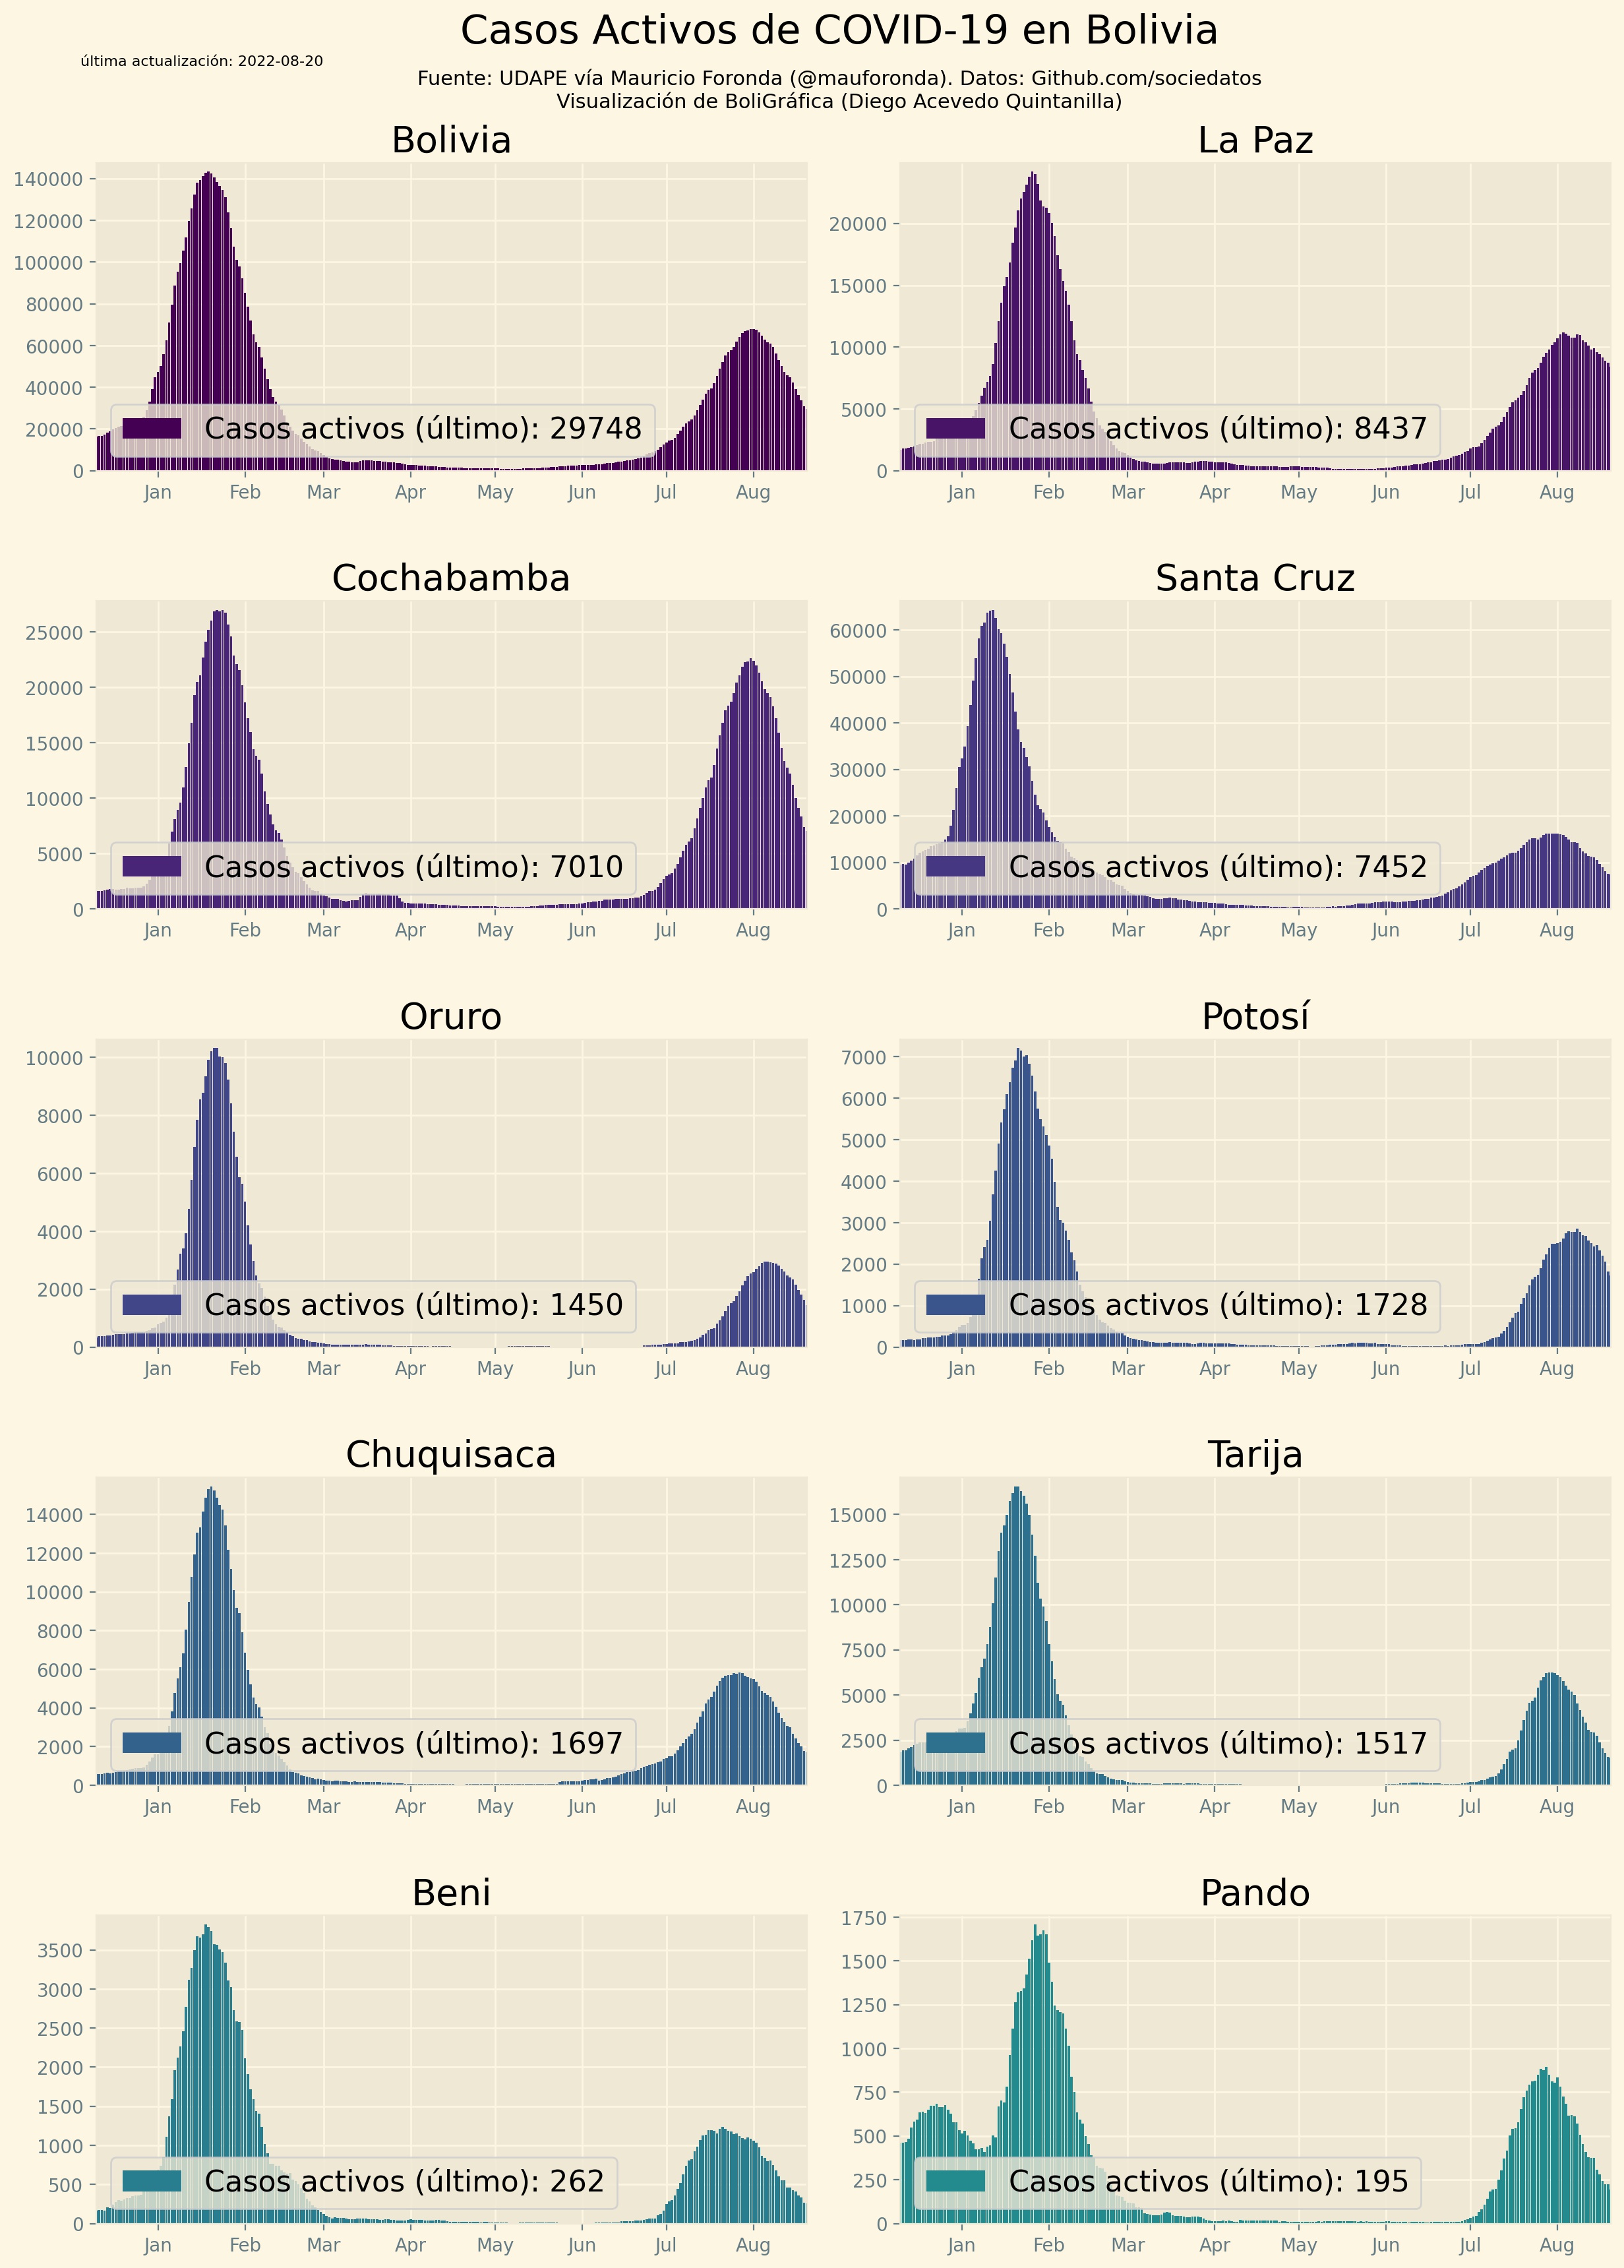 Casos Activos de COVID-19 en Bolivia
última actualización: 2022-08-20
Fuente: UDAPE vía Mauricio Foronda (@mauforonda). Datos: Github.com/sociedatos
Visualización de BoliGráfica (Diego Acevedo Quintanilla)
Bolivia
140000
120000
100000
80000
60000
40000
20000
0
Casos activos (último): 29748
Jan Feb Mar Apr May Jun Jul Aug
La Paz
20000
15000
10000
5000
0
Casos activos (último): 8437
Jan Feb Mar Apr May Jun Jul Aug
Cochabamba
25000
20000
15000
10000
5000
0
Casos activos (último): 7010
Jan Feb Mar Apr May Jun Jul Aug
Santa Cruz
60000
50000
40000
30000
20000
10000
0
Casos activos (último): 7452
Jan Feb Mar Apr May Jun Jul Aug
Oruro
10000
8000
6000
4000
2000
0
Casos activos (último): 1450
Jan Feb Mar Apr May Jun Jul Aug
Potosí
7000
6000
5000
4000
3000
2000
1000
0
Casos activos (último): 1728
Jan Feb Mar Apr May Jun Jul Aug
Chuquisaca
14000
12000
10000
8000
6000
4000
2000
0
Casos activos (último): 1697
Jan Feb Mar Apr May Jun Jul Aug
Tarija
15000
12500
10000
7500
5000
2500
0
Casos activos (último): 1517
Jan Feb Mar Apr May Jun Jul Aug
Beni
3500
3000
2500
2000
1500
1000
500
0
Casos activos (último): 262
Jan Feb Mar Apr May Jun Jul Aug
Pando
1750
1500
1250
1000
750
500
250
0
Casos activos (último): 195
Jan Feb Mar Apr May Jun Jul Aug